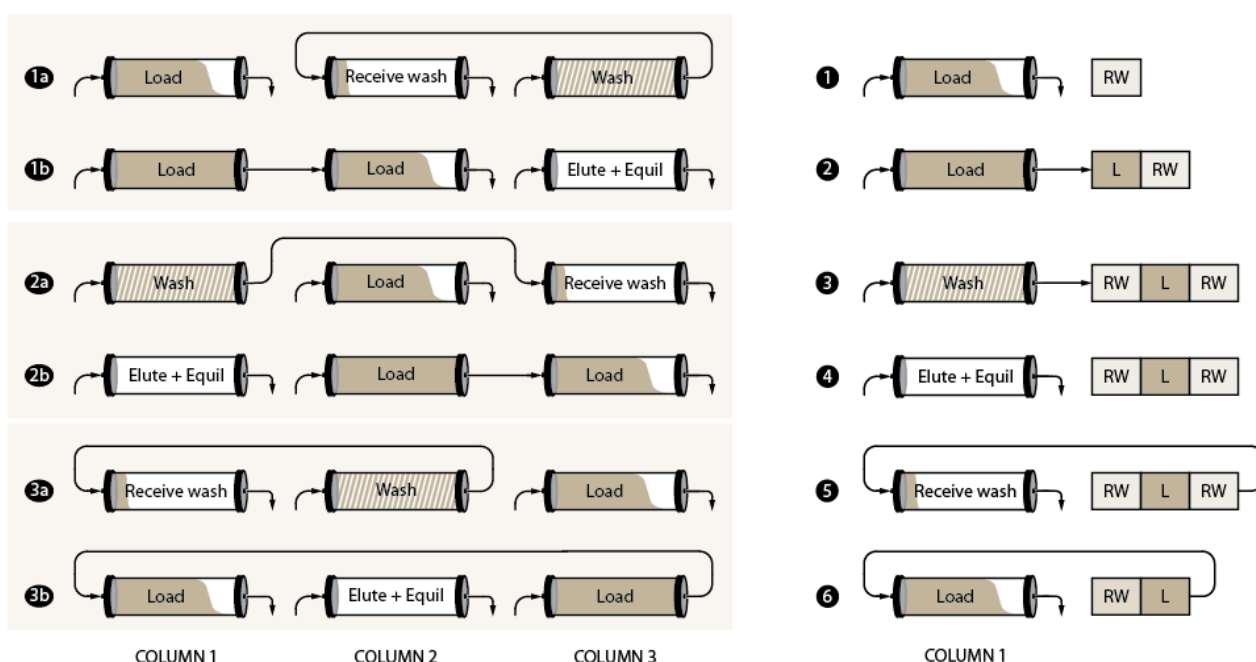 1a Load Receive wash Wash 1 Load RW
1b Load Load Elute + Equil 2 Load L RW
2a Wash Load Receive wash 3 Wash RW L RW
2b Elute + Equil Load Load 4 Elute + Equil RW L RW
3a Receive wash Wash Load 5 Receive wash RW L RW
3b Load Elute + Equil Load 6 Load RW L
COLUMN 1 COLUMN 2 COLUMN 3 COLUMN 1